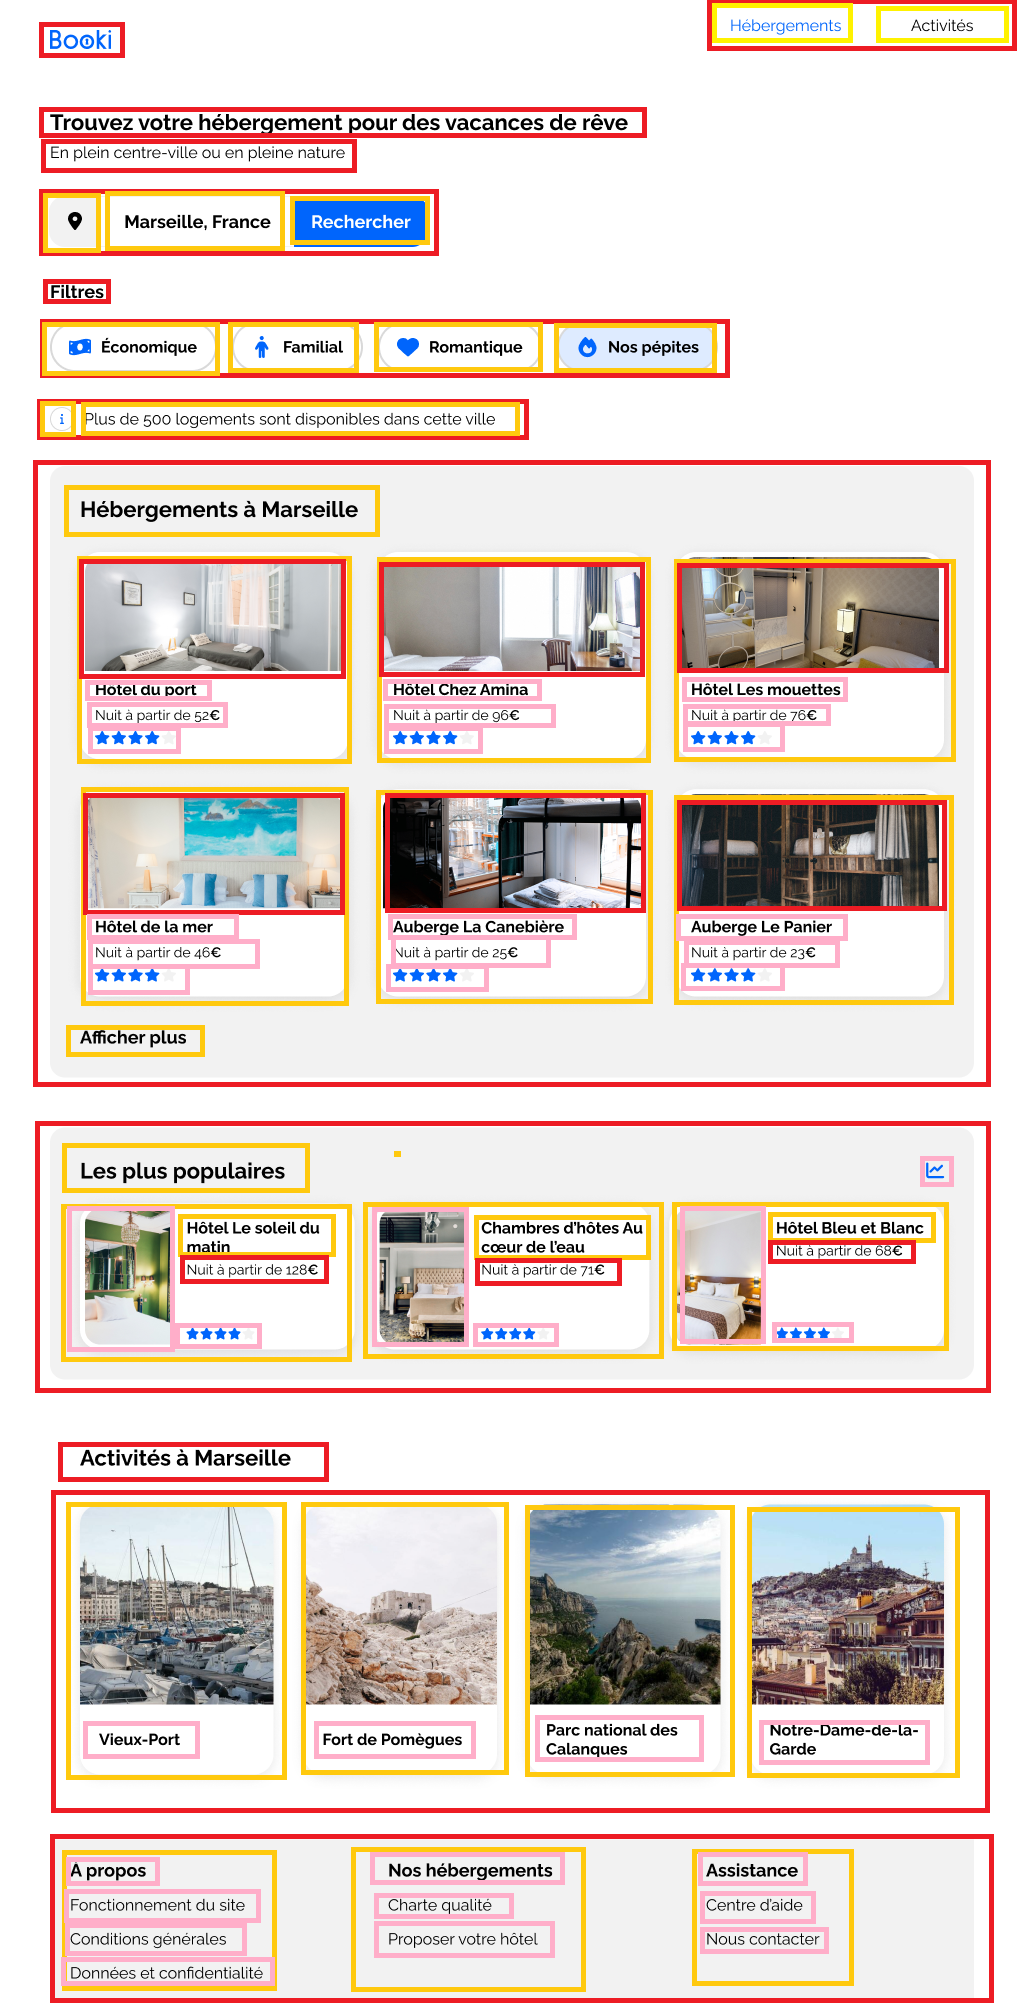 Booki
Hébergements
Activités
Trouvez votre hébergement pour des vacances de rêve
En plein centre-ville ou en pleine nature
Marseille, France
Rechercher
Filtres
Économique
Familial
Romantique
Nos pépites
Plus de 500 logements sont disponibles dans cette ville
Hébergements à Marseille
Hôtel du port
Nuit à partir de 52€
Hôtel Chez Amina
Nuit à partir de 96€
Hôtel Les mouettes
Nuit à partir de 76€
Hôtel de la mer
Nuit à partir de 46€
Auberge La Canebière
Nuit à partir de 25€
Auberge Le Panier
Nuit à partir de 23€
Afficher plus
Les plus populaires
Hôtel Le soleil du
matin
Nuit à partir de 128€
Chambres d'hôtes Au
cœur de l'eau
Nuit à partir de 71€
Hôtel Bleu et Blanc
Nuit à partir de 68€
Activités à Marseille
Vieux-Port
Fort de Pomègues
Parc national des
Calanques
Notre-Dame-de-la-
Garde
À propos
Fonctionnement du site
Conditions générales
Données et confidentialité
Nos hébergements
Charte qualité
Proposer votre hôtel
Assistance
Centre d'aide
Nous contacter